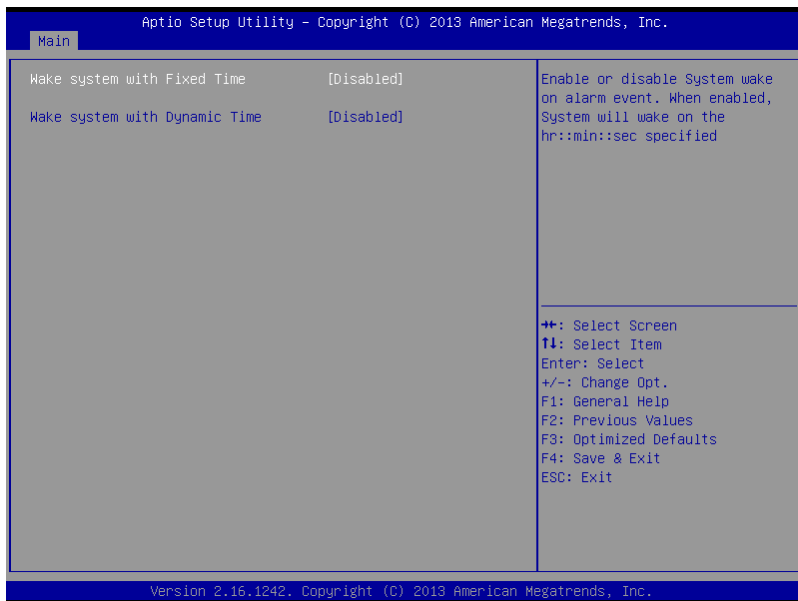 Aptio Setup Utility – Copyright (C) 2013 American Megatrends, Inc.
Main
Wake system with Fixed Time [Disabled]
Wake system with Dynamic Time [Disabled]
Enable or disable System wake
on alarm event. When enabled,
System will wake on the
hr::min::sec specified
→←: Select Screen
↑↓: Select Item
Enter: Select
+/-: Change Opt.
F1: General Help
F2: Previous Values
F3: Optimized Defaults
F4: Save & Exit
ESC: Exit
Version 2.16.1242. Copyright (C) 2013 American Megatrends, Inc.